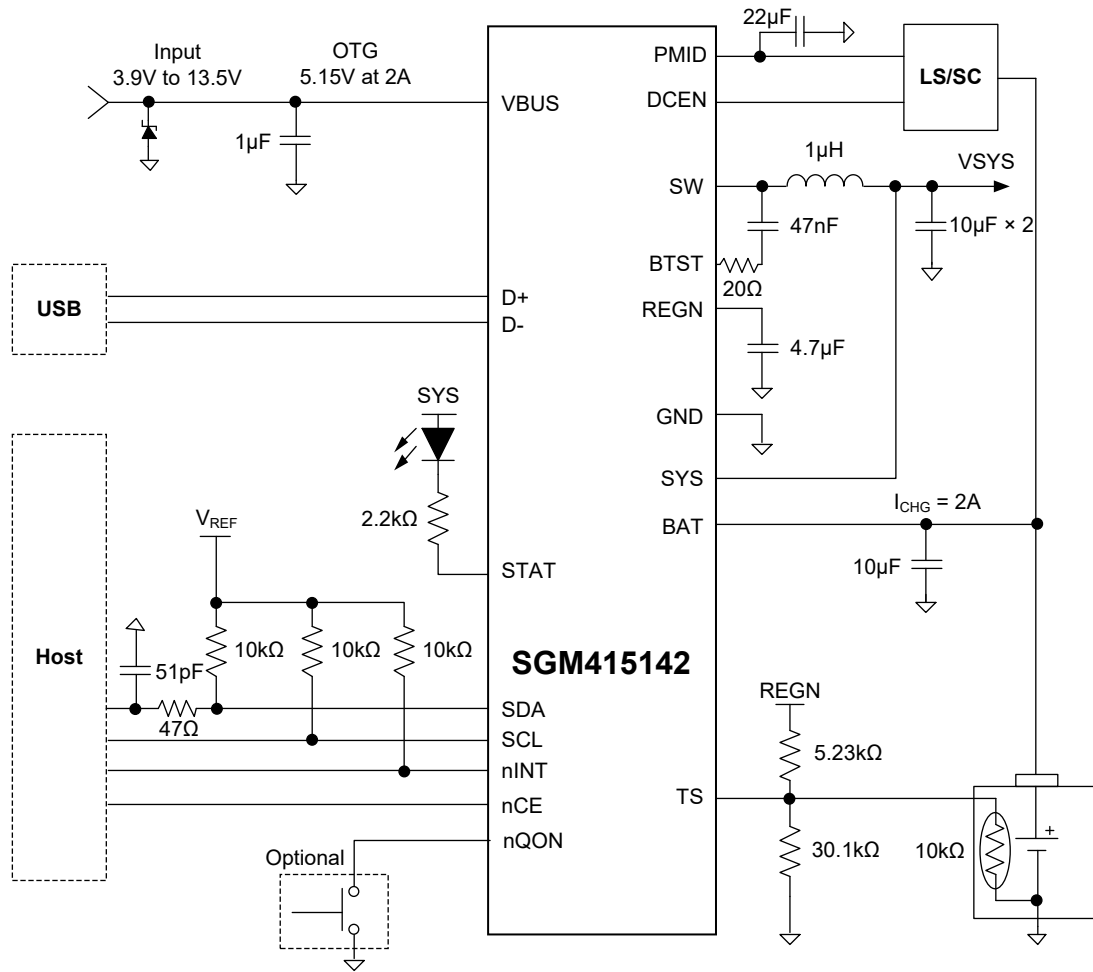 22µF
Input
3.9V to 13.5V
OTG
5.15V at 2A
1µF
VBUS
PMID
DCEN
LS/SC
1µH
VSYS
SW
47nF
10µF × 2
BTST
20Ω
REGN
4.7µF
USB
D+
D-
GND
SYS
SYS
I_CHG = 2A
BAT
10µF
2.2kΩ
STAT
V_REF
10kΩ
10kΩ
10kΩ
Host
51pF
47Ω
SGM415142
SDA
SCL
nINT
nCE
nQON
Optional
REGN
5.23kΩ
TS
30.1kΩ
10kΩ
+